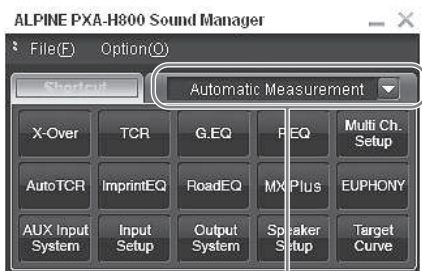 ALPINE PXA-H800 Sound Manager
File(F) Option(O)
Shortcut Automatic Measurement
X-Over TCR G.EQ P.EQ Multi Ch. Setup
AutoTCR ImprintEQ RoadEQ MX Plus EUPHONY
AUX Input System Input Setup Output System Speaker Setup Target Curve